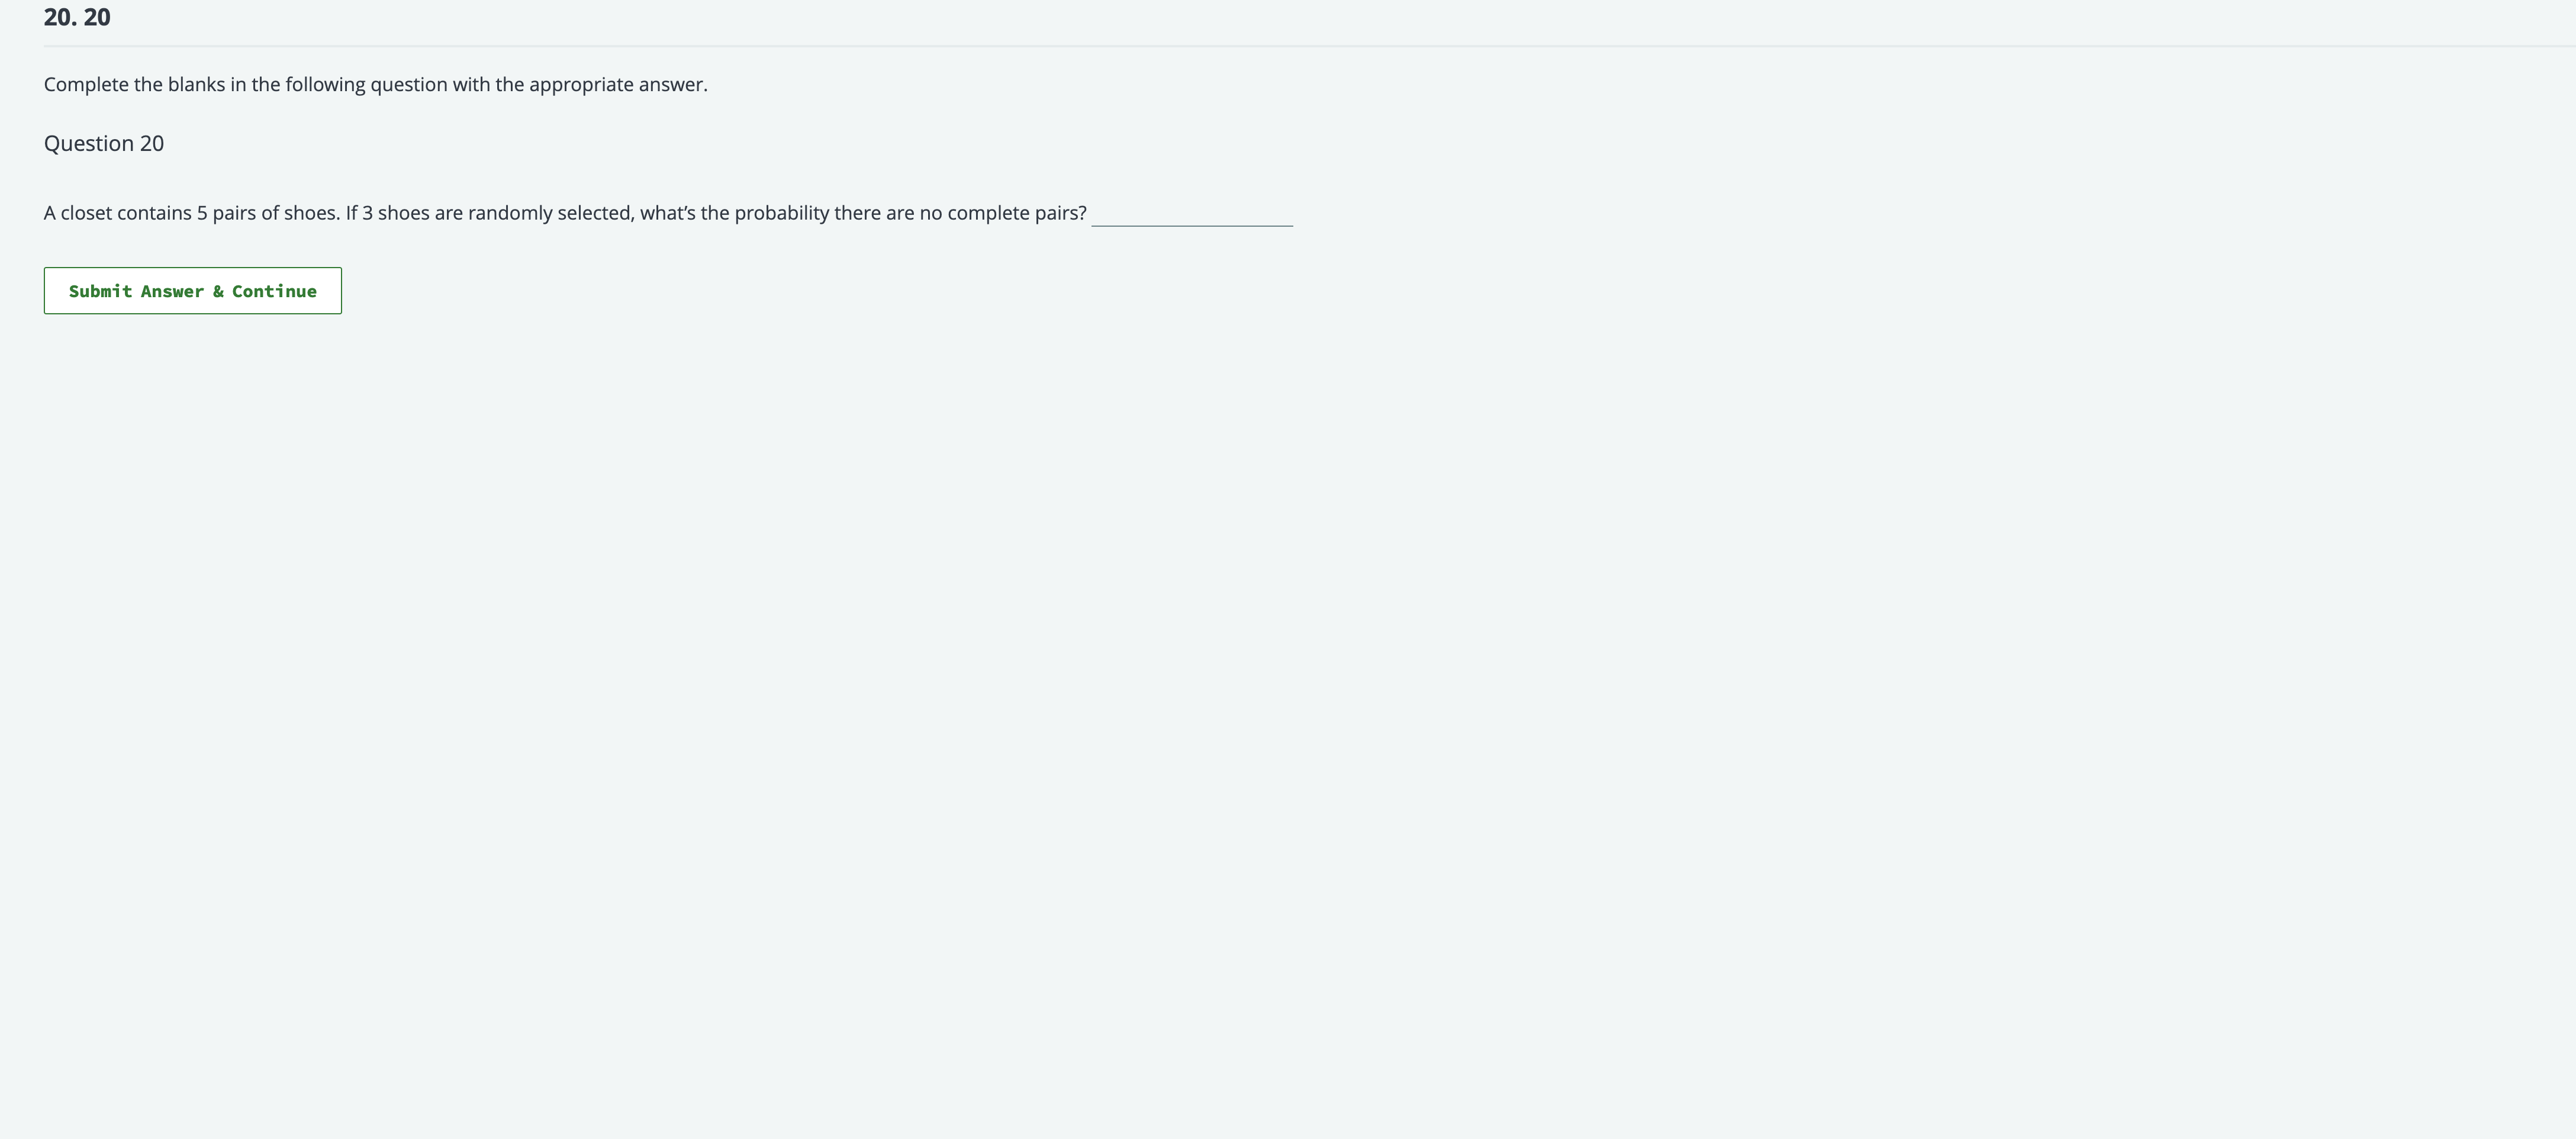 20. 20
Complete the blanks in the following question with the appropriate answer.
Question 20
A closet contains 5 pairs of shoes. If 3 shoes are randomly selected, what’s the probability there are no complete pairs?
Submit Answer & Continue